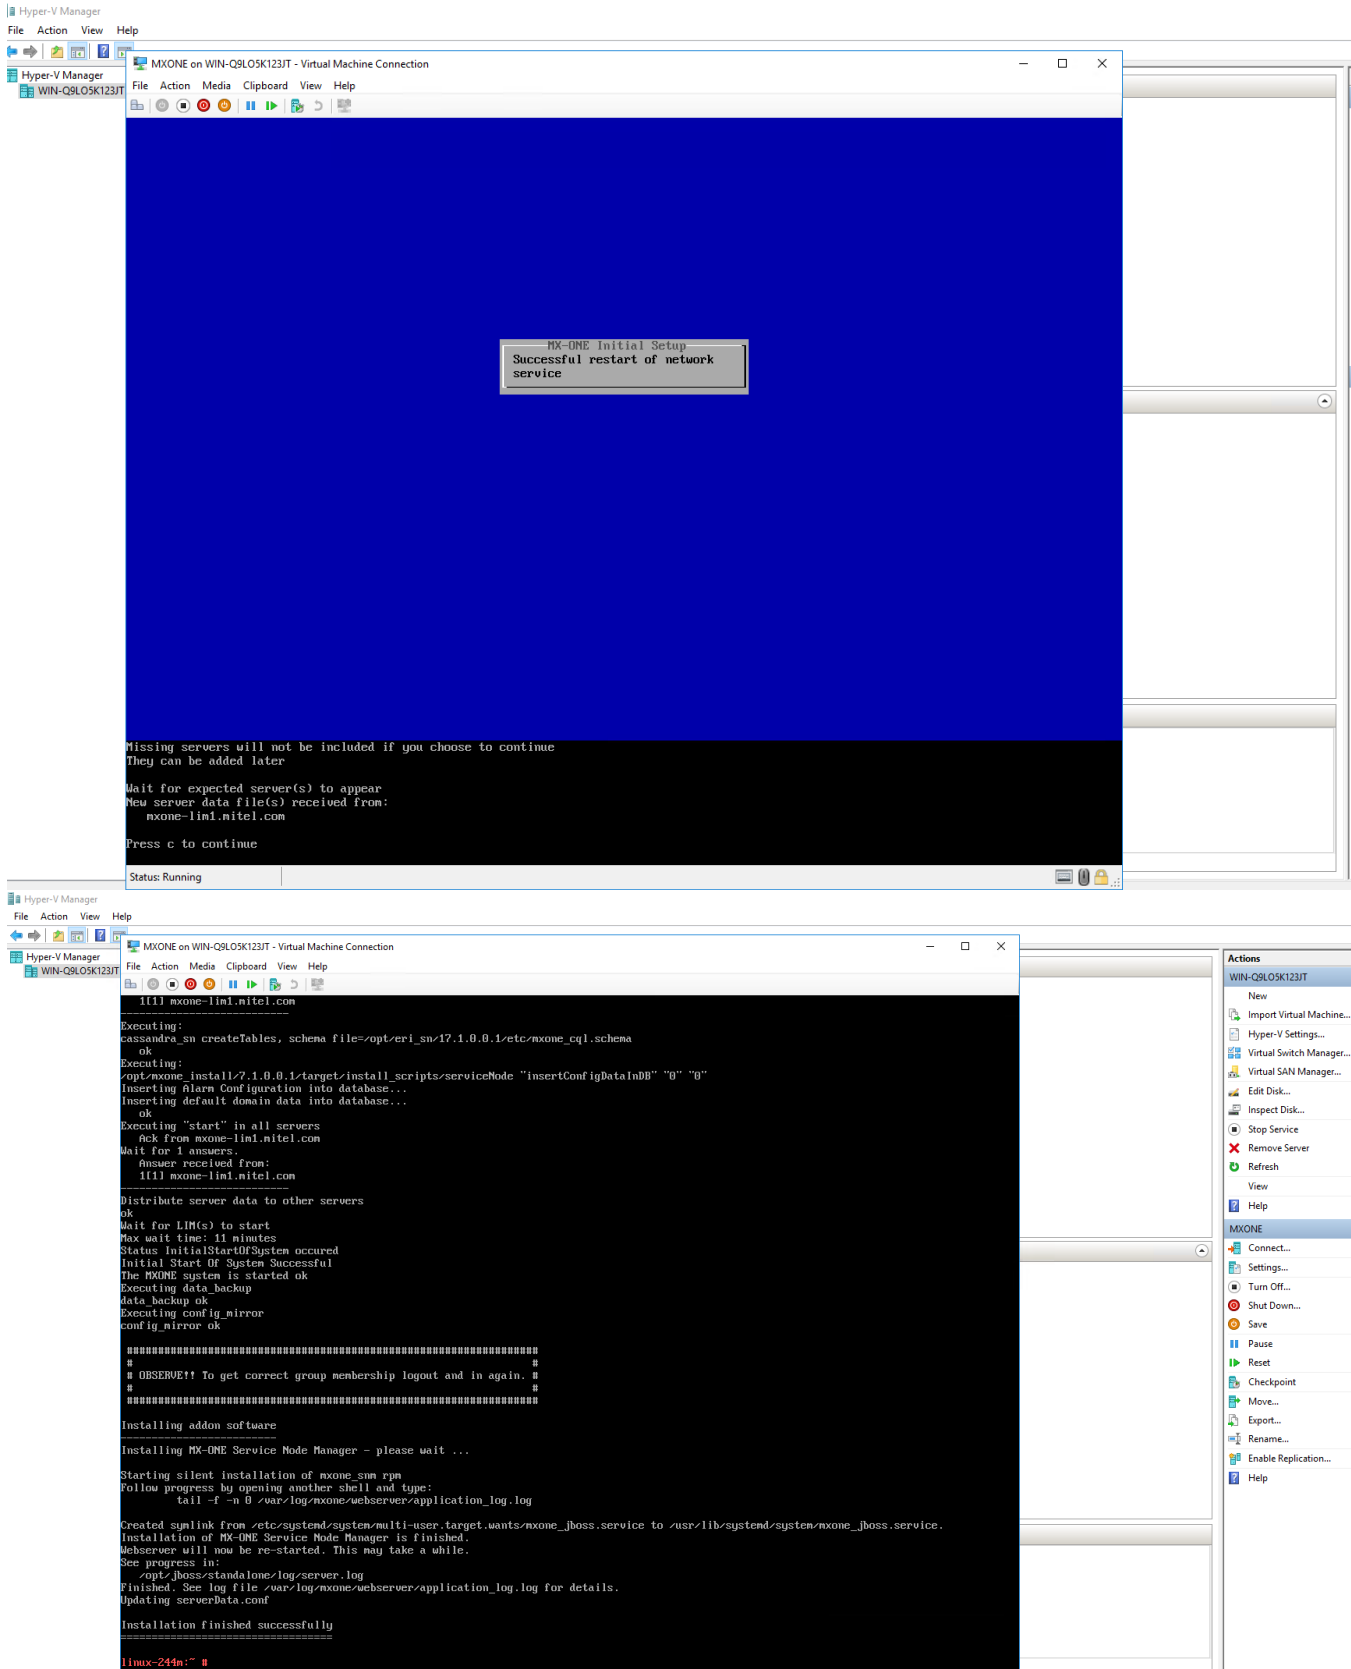 Hyper-V Manager
File Action View Help
MXONE on WIN-Q9LO5K123JT - Virtual Machine Connection
Hyper-V Manager
File Action Media Clipboard View Help
WIN-Q9LO5K123JT
MX-ONE Initial Setup
Successful restart of network
service
Missing servers will not be included if you choose to continue
They can be added later
Wait for expected server(s) to appear
New server data file(s) received from:
mxone-lim1.mitel.com
Press c to continue
Status: Running
Hyper-V Manager
File Action View Help
MXONE on WIN-Q9LO5K123JT - Virtual Machine Connection
Hyper-V Manager
File Action Media Clipboard View Help
WIN-Q9LO5K123JT
1[1] mxone-lim1.mitel.com
---------------------------
Executing:
cassandra_sn createTables, schema file=/opt/eri_sn/17.1.0.0.1/etc/mxone_cql.schema
ok
Executing:
/opt/mxone_install/7.1.0.0.1/target/install_scripts/serviceNode "insertConfigDataInDB" "0" "0"
Inserting Alarm Configuration into database...
Inserting default domain data into database...
ok
Executing "start" in all servers
Ack from mxone-lim1.mitel.com
Wait for 1 answers.
Answer received from:
1[1] mxone-lim1.mitel.com
---------------------------
Distribute server data to other servers
ok
Wait for LIM(s) to start
Max wait time: 11 minutes
Status InitialStartOfSystem occured
Initial Start Of System Successful
The MXONE system is started ok
Executing data_backup
data_backup ok
Executing config_mirror
config_mirror ok
##################################################################
# #
# OBSERVE!! To get correct group membership logout and in again. #
# #
##################################################################
Installing addon software
-------------------------
Installing MX-ONE Service Node Manager - please wait ...
Starting silent installation of mxone_snm rpm
Follow progress by opening another shell and type:
tail -f -n 0 /var/log/mxone/webserver/application_log.log
Created symlink from /etc/systemd/system/multi-user.target.wants/mxone_jboss.service to /usr/lib/systemd/system/mxone_jboss.service.
Installation of MX-ONE Service Node Manager is finished.
Webserver will now be re-started. This may take a while.
See progress in:
/opt/jboss/standalone/log/server.log
Finished. See log file /var/log/mxone/webserver/application_log.log for details.
Updating serverData.conf
Installation finished successfully
==================================
linux-244m:~ #
Actions
WIN-Q9LO5K123JT
New
Import Virtual Machine...
Hyper-V Settings...
Virtual Switch Manager...
Virtual SAN Manager...
Edit Disk...
Inspect Disk...
Stop Service
Remove Server
Refresh
View
Help
MXONE
Connect...
Settings...
Turn Off...
Shut Down...
Save
Pause
Reset
Checkpoint
Move...
Export...
Rename...
Enable Replication...
Help